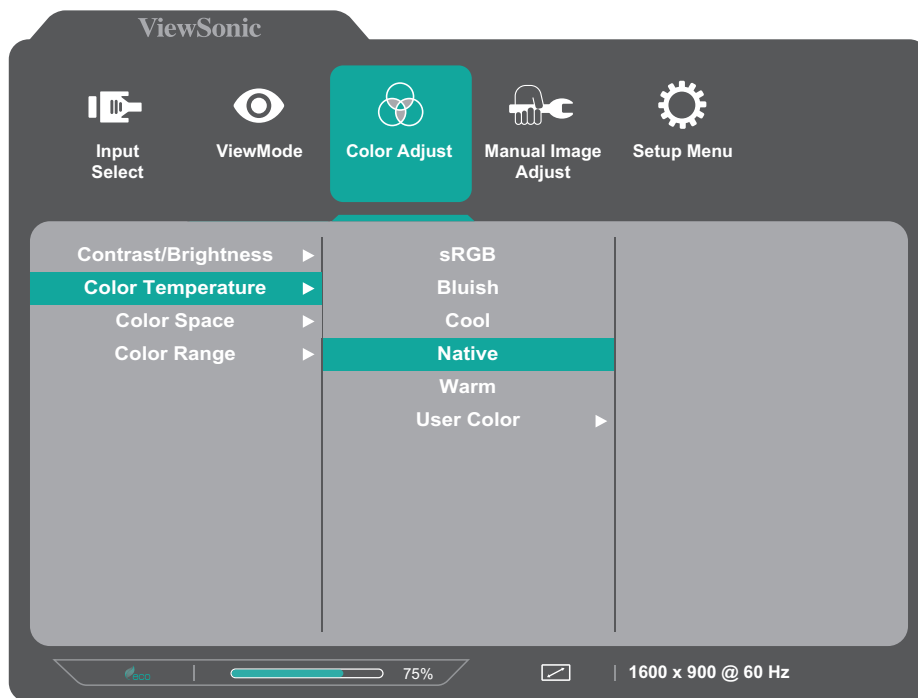 ViewSonic
Input
Select
ViewMode
Color Adjust
Manual Image
Adjust
Setup Menu
Contrast/Brightness
Color Temperature
Color Space
Color Range
sRGB
Bluish
Cool
Native
Warm
User Color
eco
75%
1600 x 900 @ 60 Hz